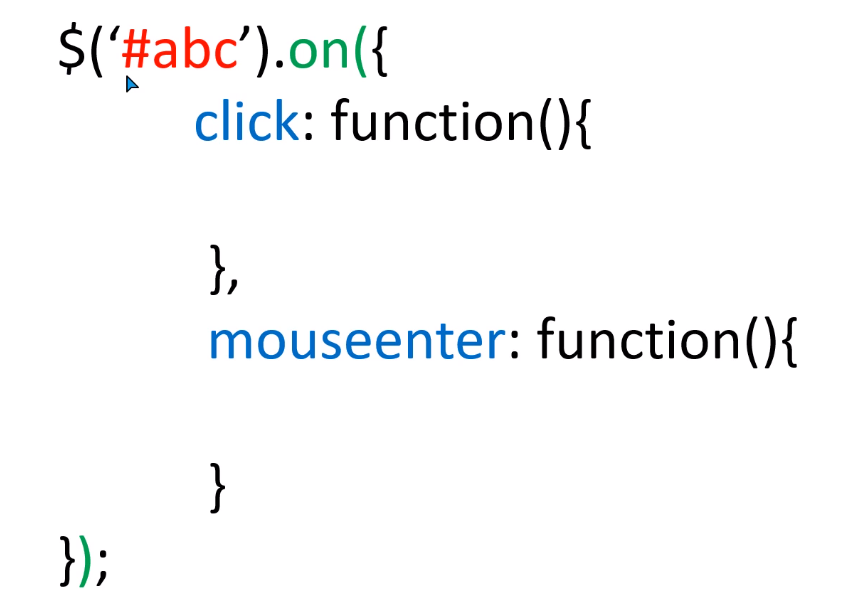 $(‘#abc’).on({
click: function(){
},
mouseenter: function(){
}
});